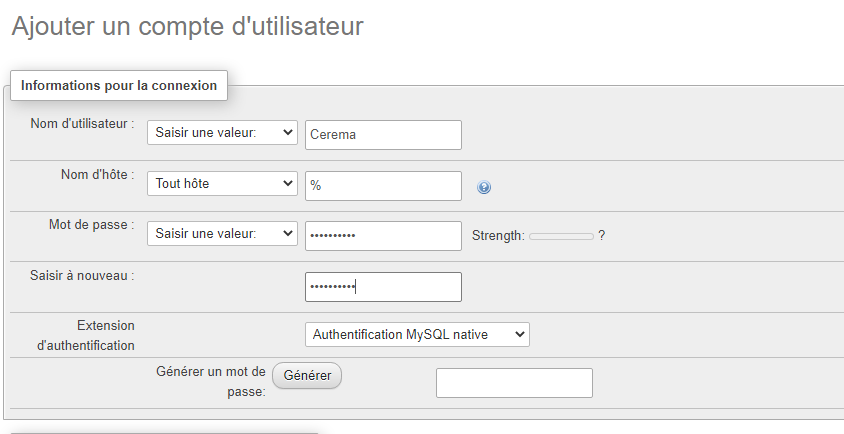 Ajouter un compte d'utilisateur
Informations pour la connexion
Nom d'utilisateur : Saisir une valeur: Cerema
Nom d'hôte : Tout hôte % ?
Mot de passe : Saisir une valeur: •••••••••• Strength: ?
Saisir à nouveau : ••••••••••
Extension
d'authentification Authentification MySQL native
Générer un mot de
passe: Générer